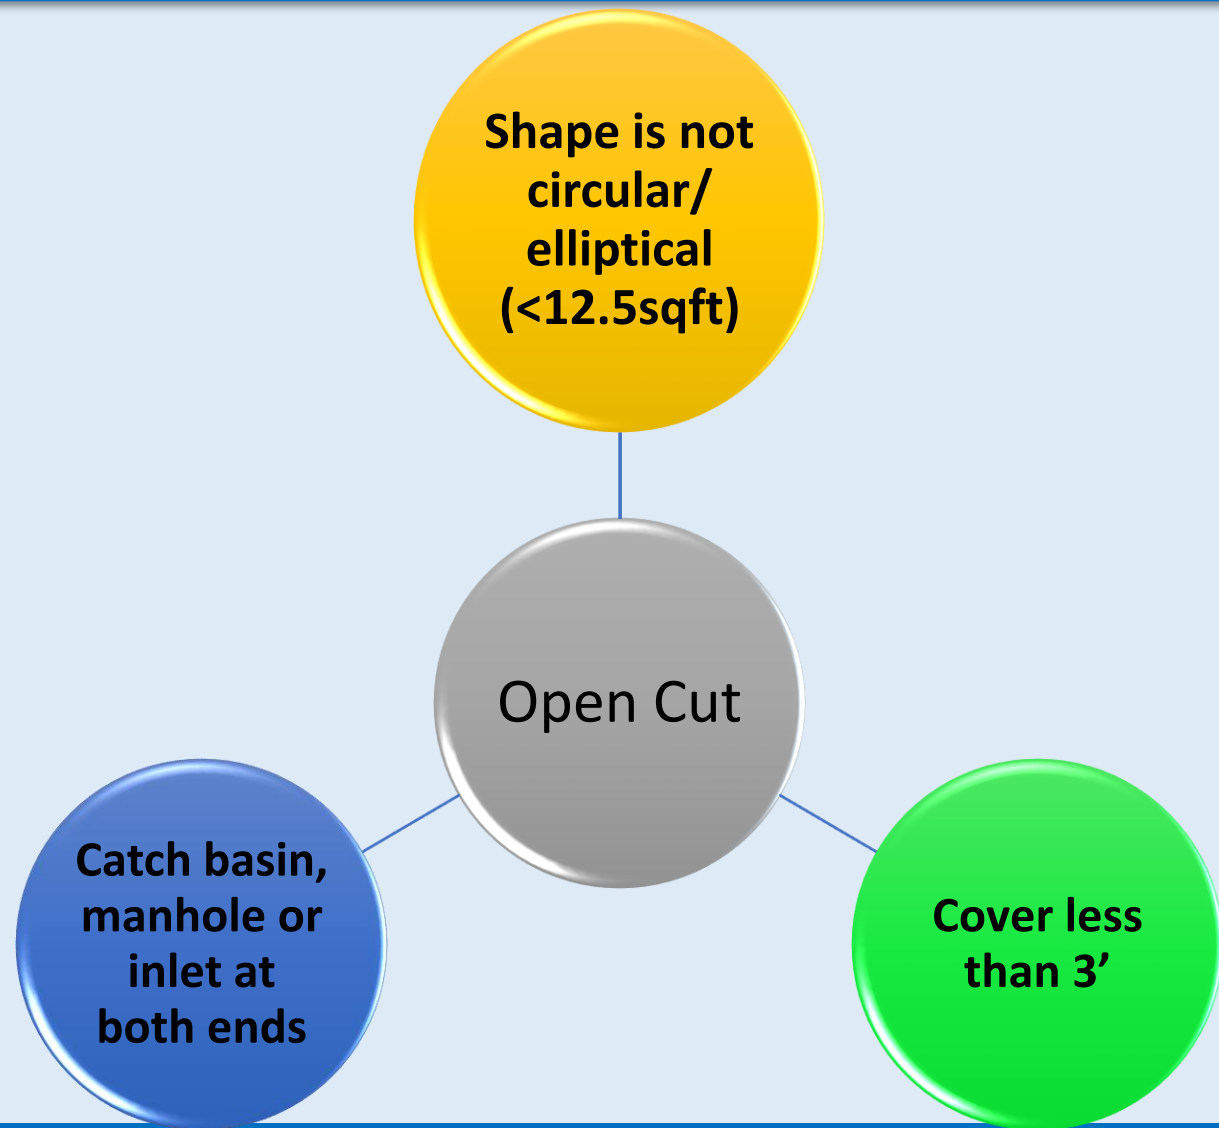 Shape is not
circular/
elliptical
(<12.5sqft)
Open Cut
Catch basin,
manhole or
inlet at
both ends
Cover less
than 3’